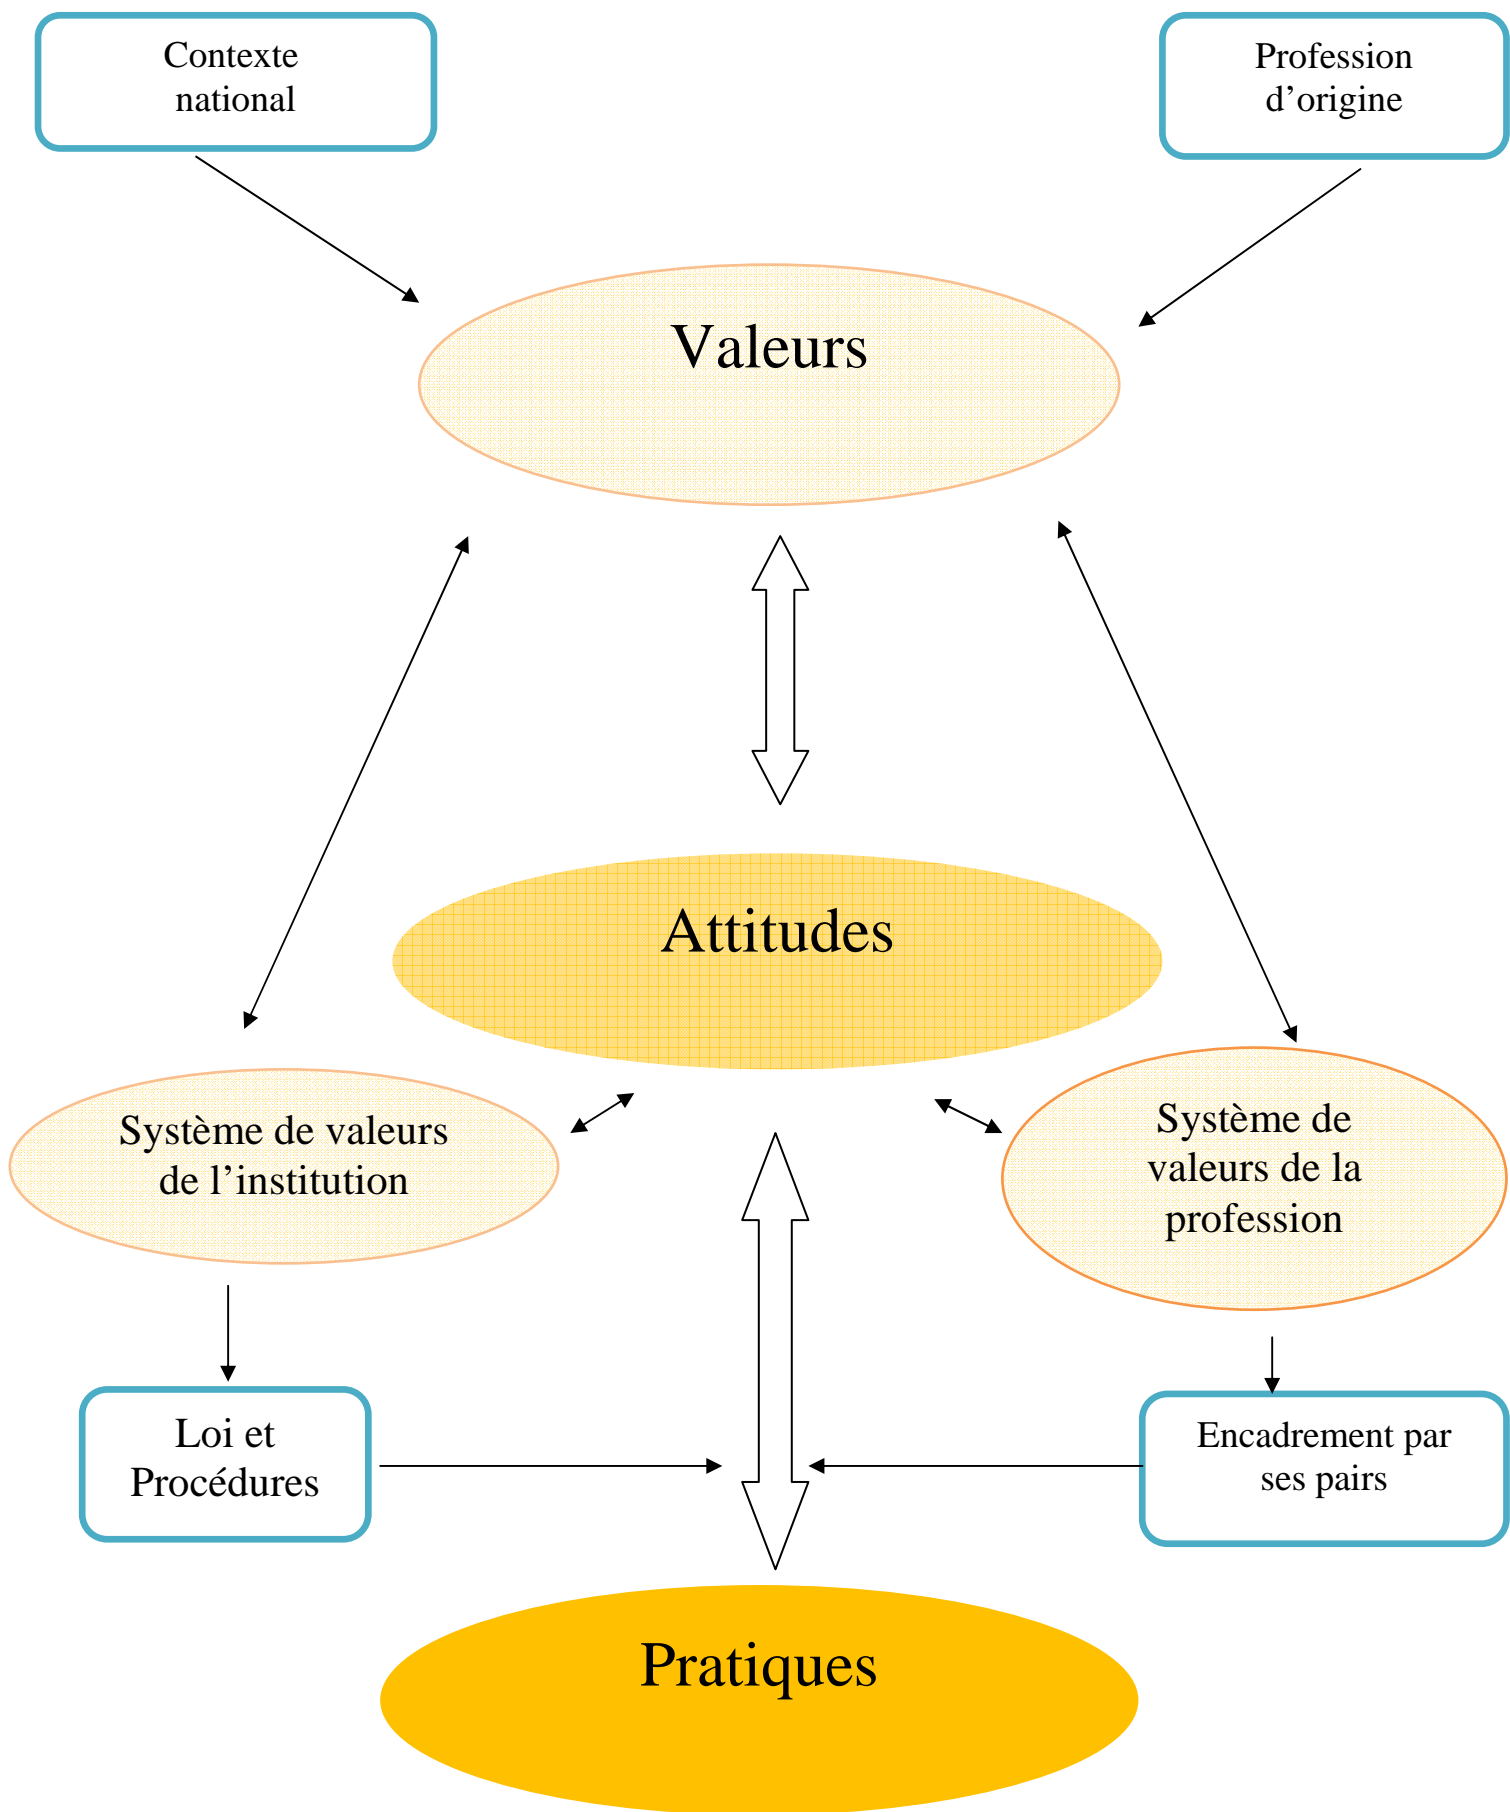 Contexte
national
Profession
d’origine
Valeurs
Attitudes
Système de valeurs
de l’institution
Système de
valeurs de la
profession
Loi et
Procédures
Encadrement par
ses pairs
Pratiques